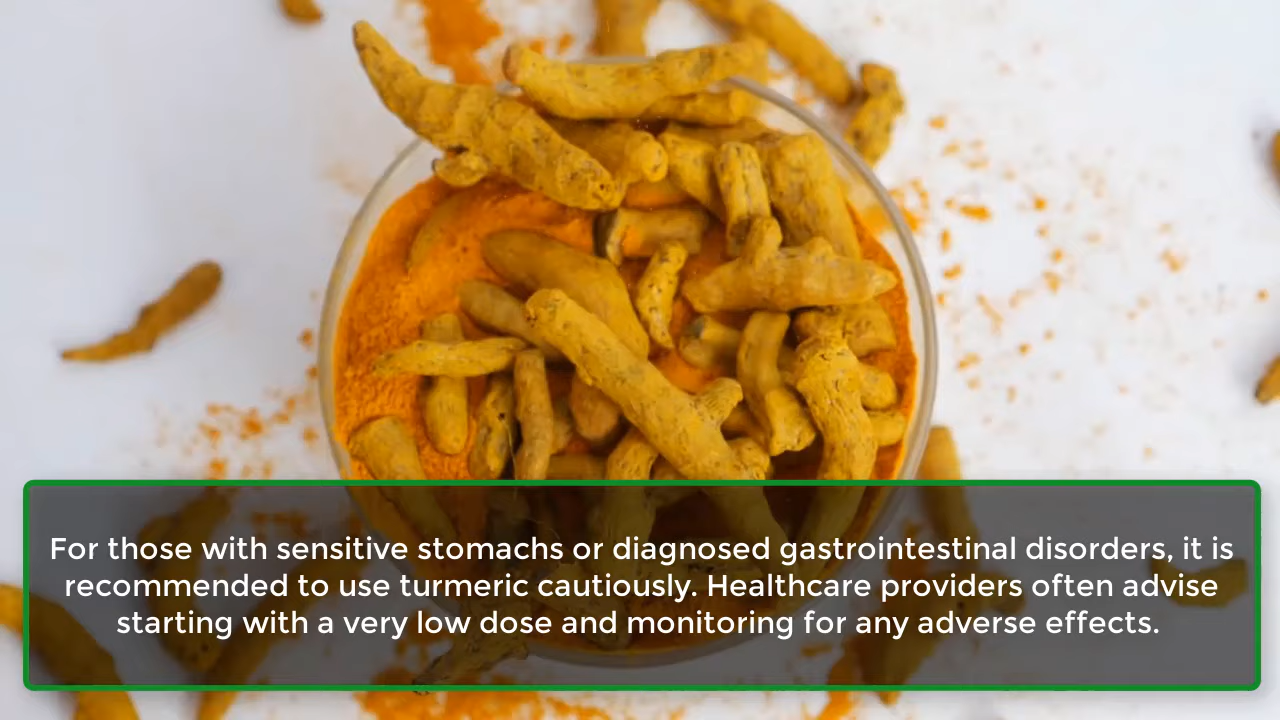 For those with sensitive stomachs or diagnosed gastrointestinal disorders, it is
recommended to use turmeric cautiously. Healthcare providers often advise
starting with a very low dose and monitoring for any adverse effects.